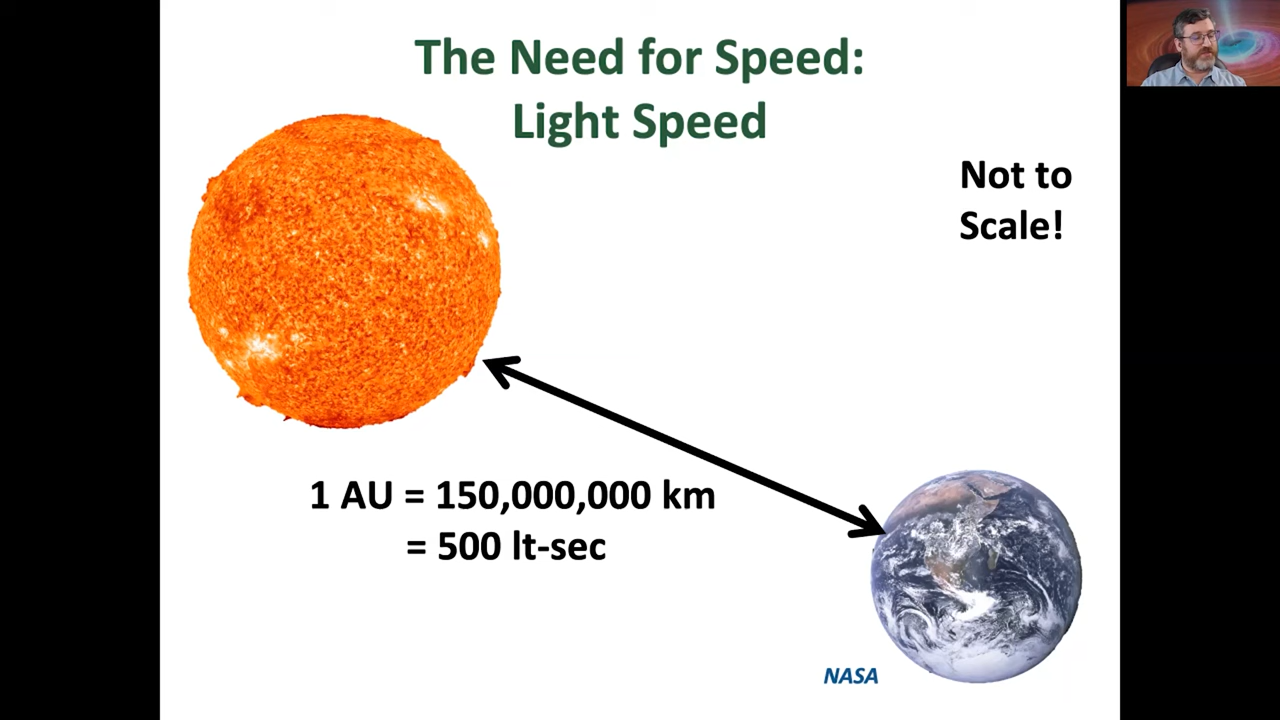 The Need for Speed:
Light Speed
Not to
Scale!
1 AU = 150,000,000 km
= 500 lt-sec
NASA